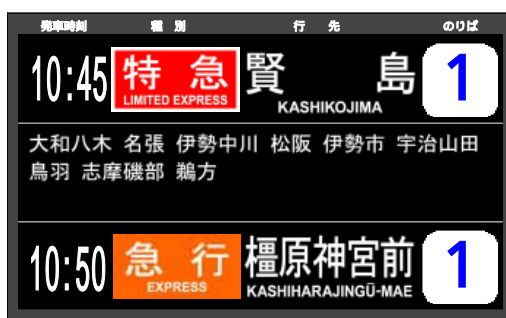 発車時刻 種別 行先 のりば
10:45 特急 賢島 1
LIMITED EXPRESS KASHIKOJIMA
大和八木 名張 伊勢中川 松阪 伊勢市 宇治山田
鳥羽 志摩磯部 鵜方
10:50 急行 橿原神宮前 1
EXPRESS KASHIHARAJINGŪ-MAE